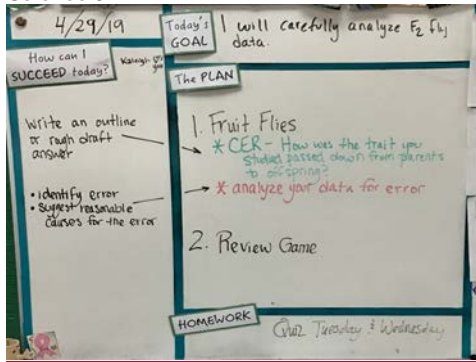 4/29/19
Today's
GOAL
I will carefully analyze F2 fly
data.
How can I
SUCCEED today?
Write an outline
or rough draft
answer
• identify error
• Suggest reasonable
causes for the error
The PLAN
1. Fruit Flies
* CER - How was the trait you
studied passed down from parents
to offspring?
* analyze your data for error
2. Review Game
HOMEWORK
Quiz Tuesday & Wednesday